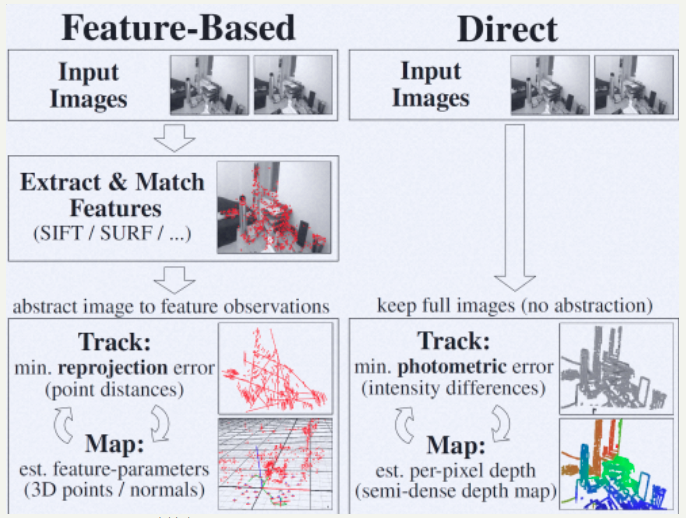 Feature-Based
Direct
Input
Images
Input
Images
Extract & Match
Features
(SIFT / SURF / ...)
abstract image to feature observations
keep full images (no abstraction)
Track:
min. reprojection error
(point distances)
Map:
est. feature-parameters
(3D points / normals)
Track:
min. photometric error
(intensity differences)
Map:
est. per-pixel depth
(semi-dense depth map)